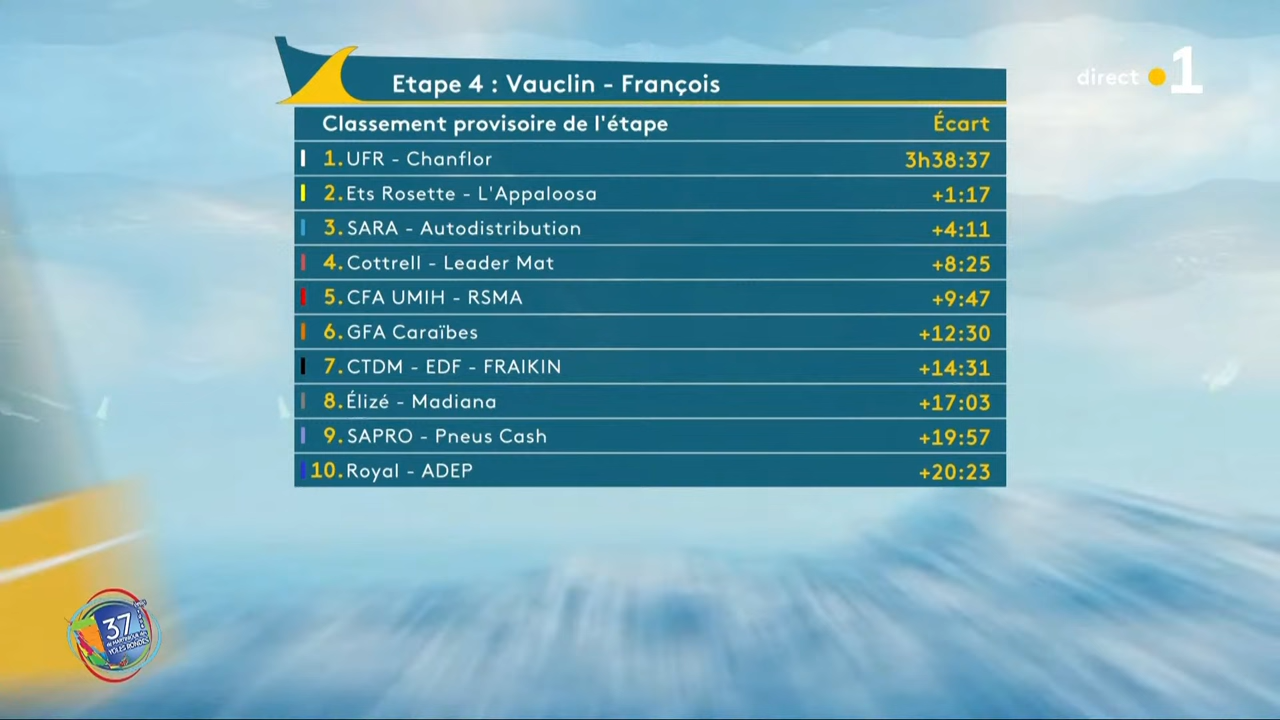 Etape 4 : Vauclin - François
direct 1
Classement provisoire de l'étape Écart
1. UFR - Chanflor 3h38:37
2. Ets Rosette - L'Appaloosa +1:17
3. SARA - Autodistribution +4:11
4. Cottrell - Leader Mat +8:25
5. CFA UMIH - RSMA +9:47
6. GFA Caraïbes +12:30
7. CTDM - EDF - FRAIKIN +14:31
8. Élizé - Madiana +17:03
9. SAPRO - Pneus Cash +19:57
10. Royal - ADEP +20:23
37
MARTINIQUE
YOLES RONDES